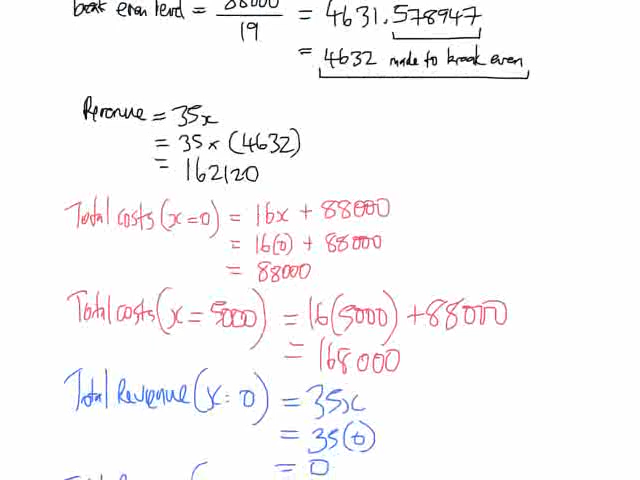 break even level = 88000 / 19 = 4631.578947
= 4632 made to break even
Revenue = 35x
= 35 × (4632)
= 162120
Total costs (x=0) = 16x + 88000
= 16(0) + 88000
= 88000
Total costs (x = 5000) = 16(5000) + 88000
= 168000
Total Revenue (x = 0) = 35x
= 35(0)
= 0